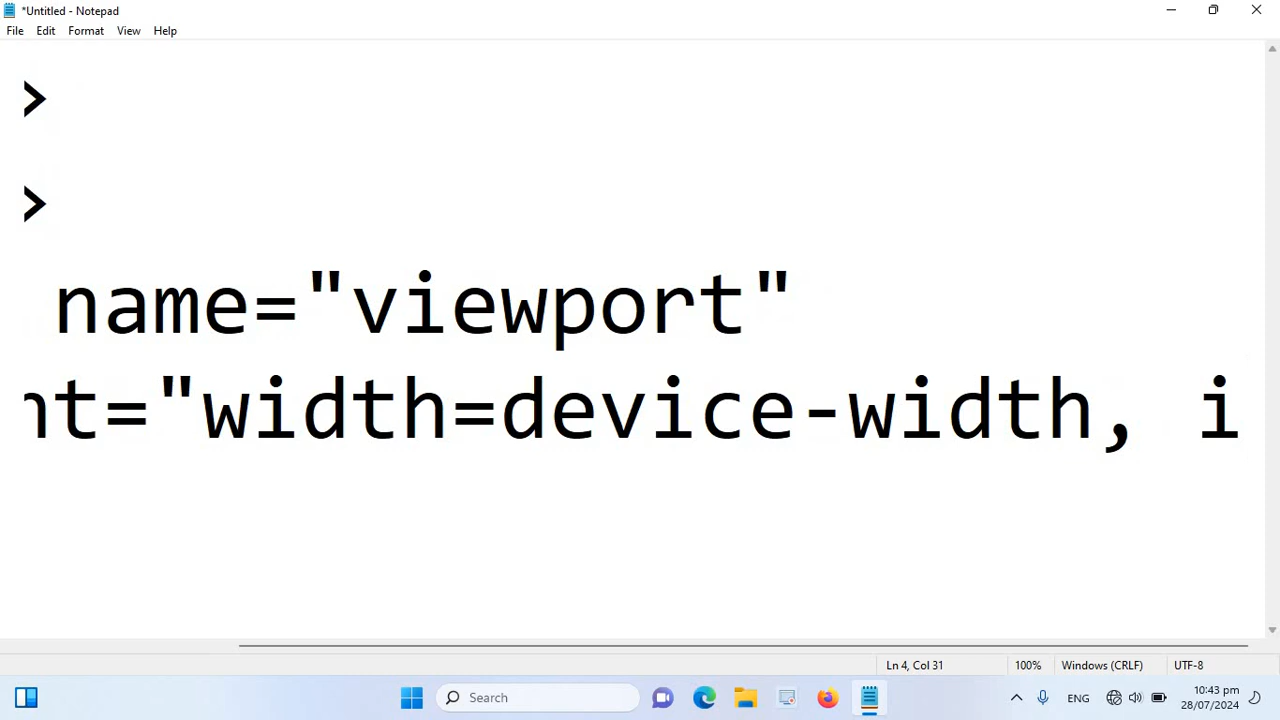 *Untitled - Notepad
File Edit Format View Help
>
>
name="viewport"
nt="width=device-width, i
Ln 4, Col 31 100% Windows (CRLF) UTF-8
Search
ENG
10:43 pm
28/07/2024